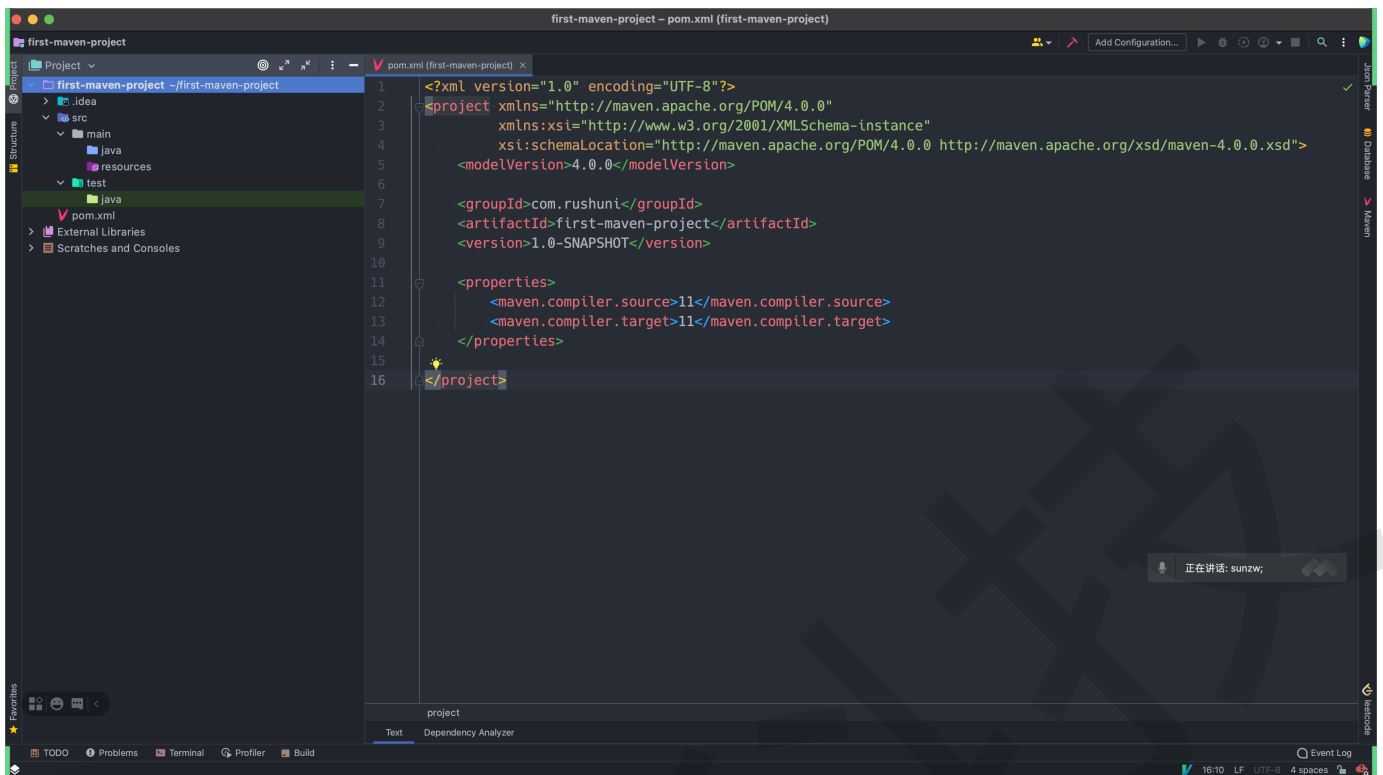 first-maven-project – pom.xml (first-maven-project)
first-maven-project
Add Configuration...
Project
Project
Structure
Favorites
first-maven-project ~/first-maven-project
.idea
src
main
java
resources
test
java
pom.xml
External Libraries
Scratches and Consoles
pom.xml (first-maven-project)
1 <?xml version="1.0" encoding="UTF-8"?>
2 <project xmlns="http://maven.apache.org/POM/4.0.0"
3 xmlns:xsi="http://www.w3.org/2001/XMLSchema-instance"
4 xsi:schemaLocation="http://maven.apache.org/POM/4.0.0 http://maven.apache.org/xsd/maven-4.0.0.xsd">
5 <modelVersion>4.0.0</modelVersion>
6
7 <groupId>com.rushuni</groupId>
8 <artifactId>first-maven-project</artifactId>
9 <version>1.0-SNAPSHOT</version>
10
11 <properties>
12 <maven.compiler.source>11</maven.compiler.source>
13 <maven.compiler.target>11</maven.compiler.target>
14 </properties>
15
16 </project>
Json Parser
Database
Maven
leetcode
正在讲话: sunzw;
project
Text Dependency Analyzer
TODO Problems Terminal Profiler Build
Event Log
16:10 LF UTF-8 4 spaces